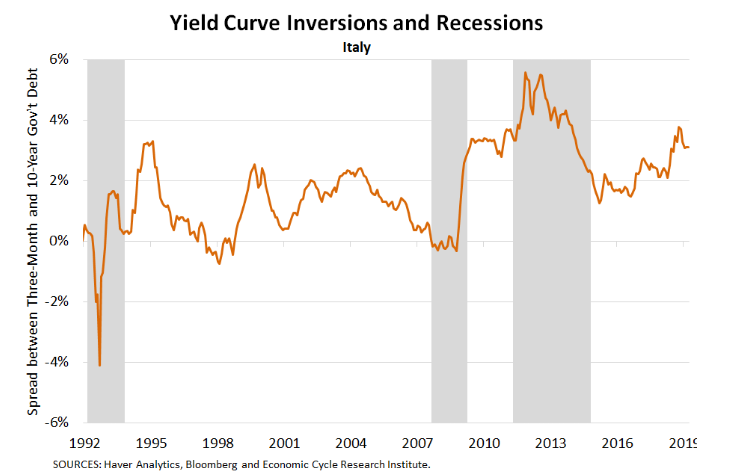 Yield Curve Inversions and Recessions
Italy
Spread between Three-Month and 10-Year Gov't Debt
6%
4%
2%
0%
-2%
-4%
-6%
1992 1995 1998 2001 2004 2007 2010 2013 2016 2019
SOURCES: Haver Analytics, Bloomberg and Economic Cycle Research Institute.